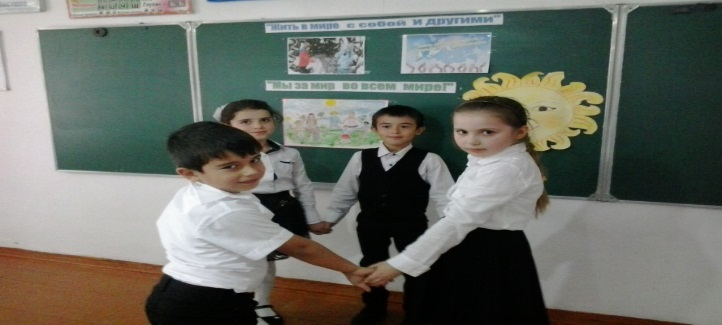 "Жить в мире с собой и другими"
"Мы за мир во всем мире!"